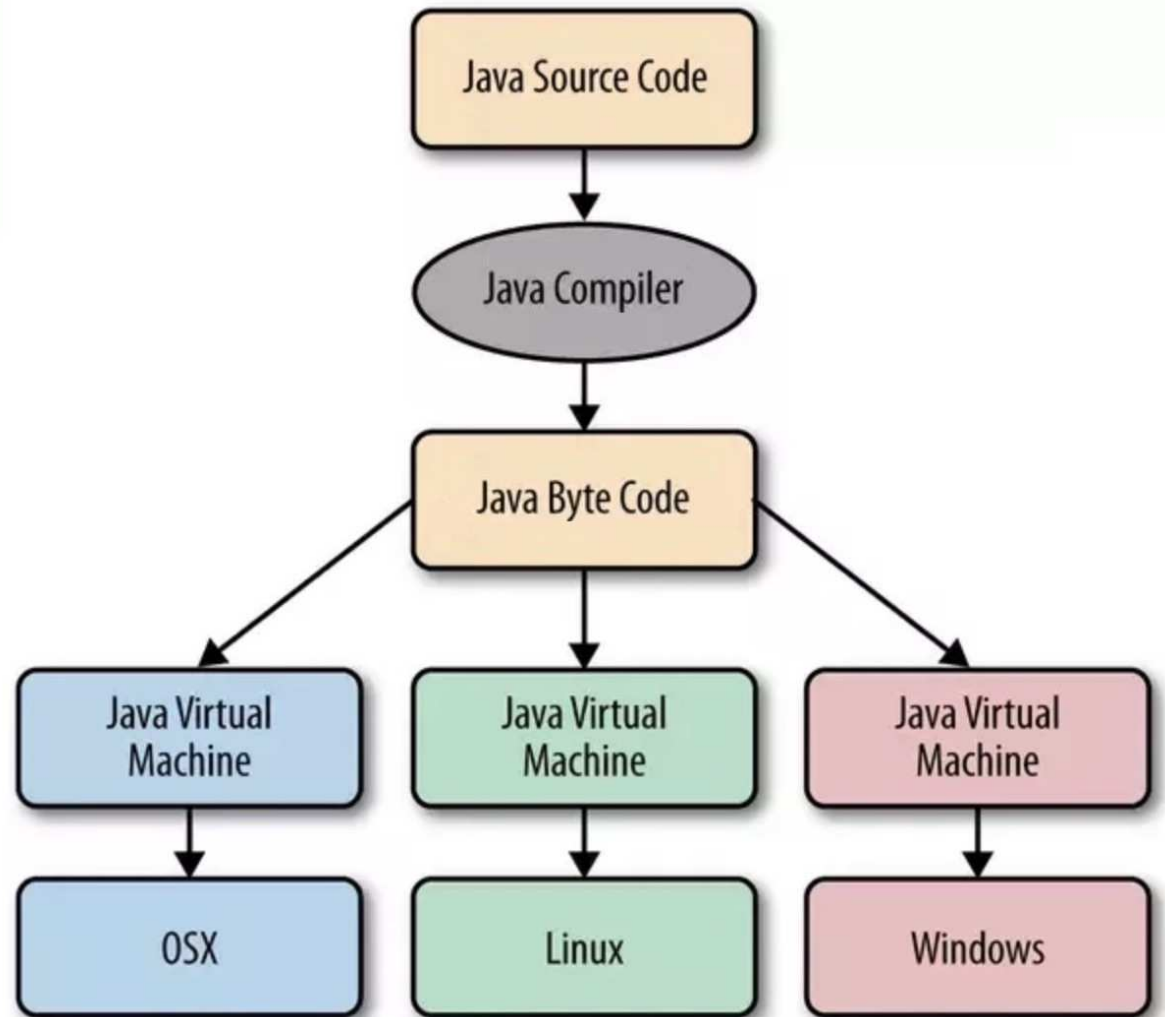 Java Source Code
Java Compiler
Java Byte Code
Java Virtual
Machine
Java Virtual
Machine
Java Virtual
Machine
OSX
Linux
Windows